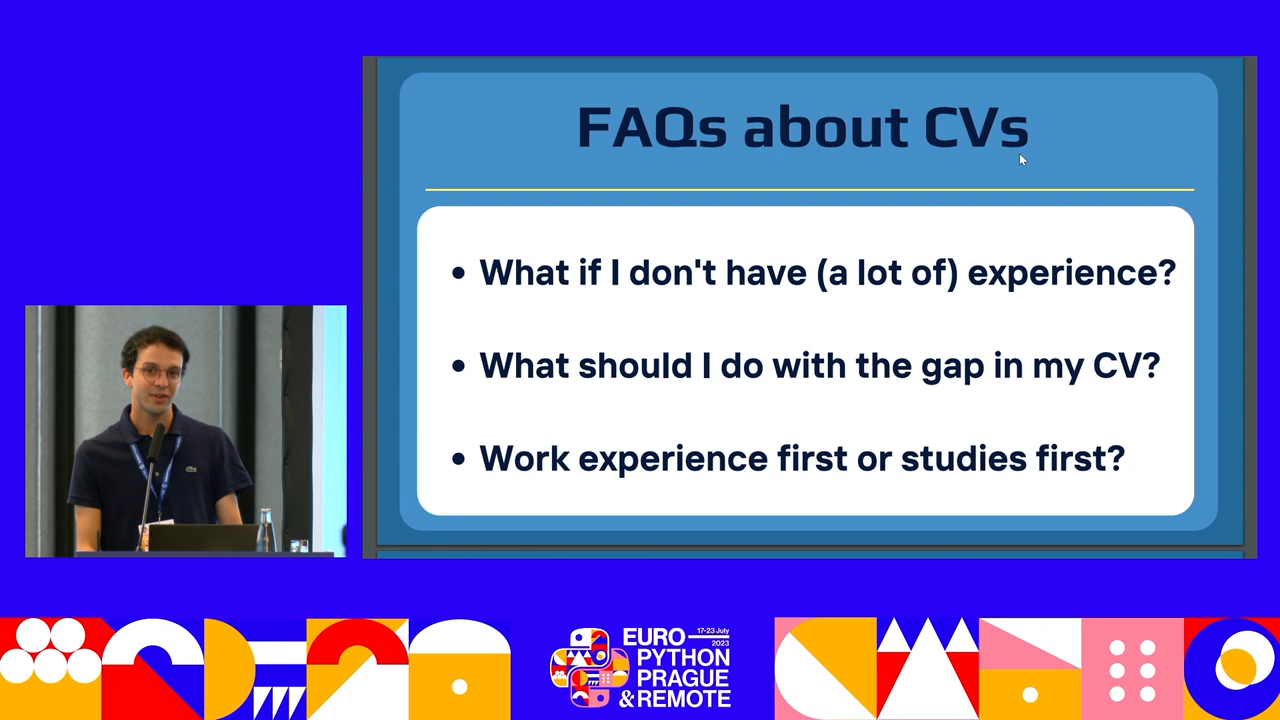 FAQs about CVs
• What if I don't have (a lot of) experience?
• What should I do with the gap in my CV?
• Work experience first or studies first?
17-23 July
2023
EURO
PYTHON
PRAGUE
& REMOTE